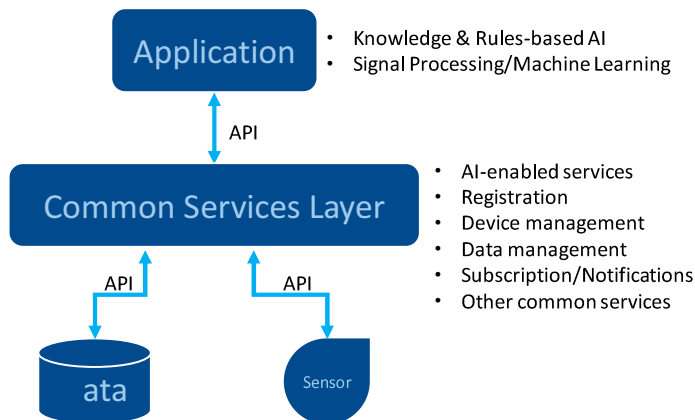 Application
• Knowledge & Rules-based AI
• Signal Processing/Machine Learning
API
Common Services Layer
• AI-enabled services
• Registration
• Device management
• Data management
• Subscription/Notifications
• Other common services
API
API
ata
Sensor